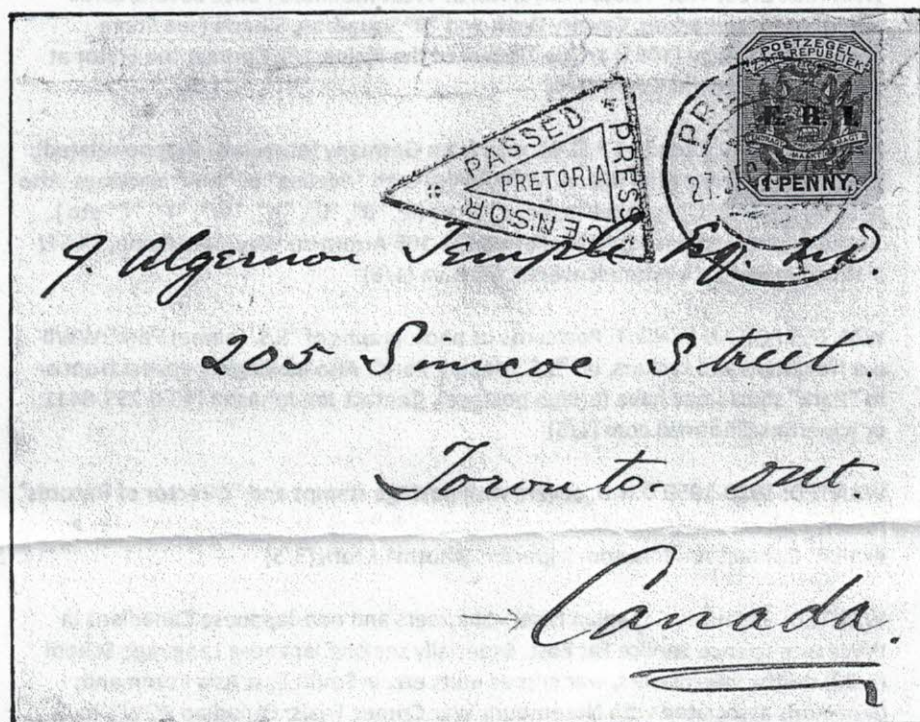 POSTZEGEL
Z. AFR. REPUBLIEK
E.R.I.
1 PENNY
PASSED PRESS CENSOR
PRETORIA
27
J. Algernon Temple Esq.
205 Simcoe Street.
Toronto Ont
Canada.